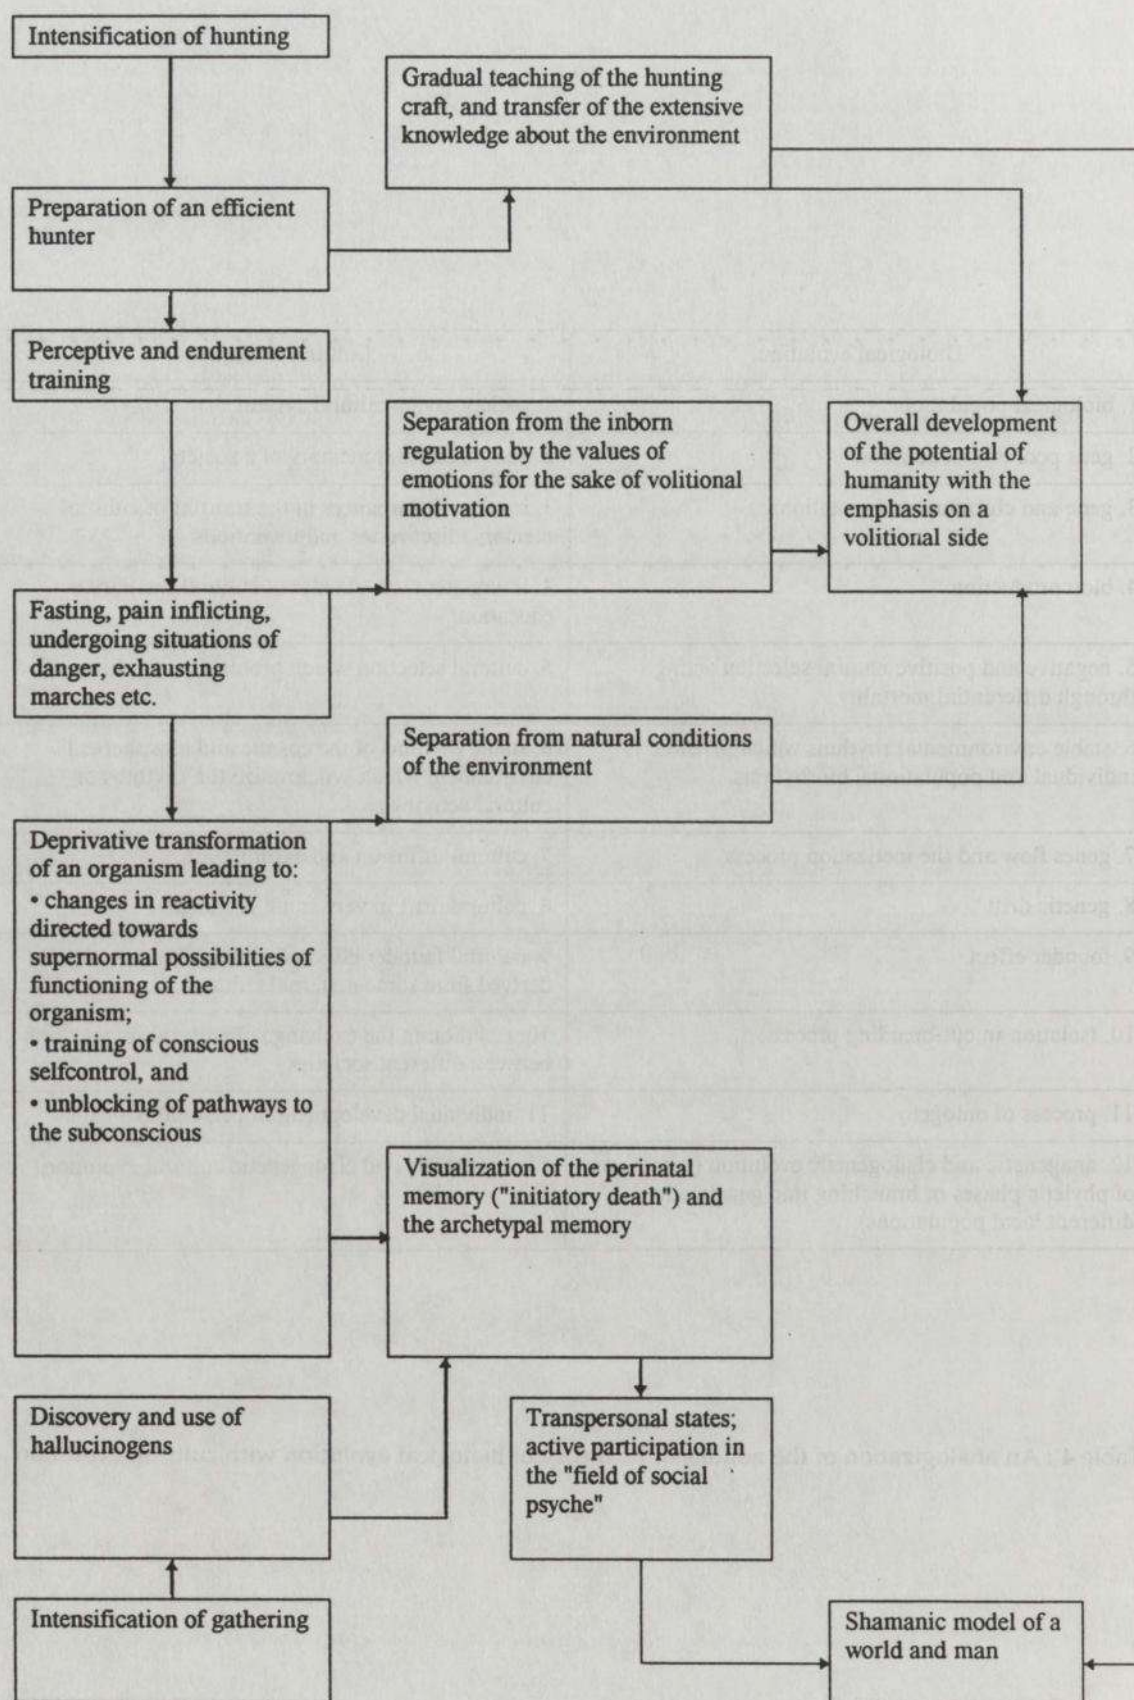 Intensification of hunting
Gradual teaching of the hunting
craft, and transfer of the extensive
knowledge about the environment
Preparation of an efficient
hunter
Perceptive and endurement
training
Separation from the inborn
regulation by the values of
emotions for the sake of volitional
motivation
Overall development
of the potential of
humanity with the
emphasis on a
volitional side
Fasting, pain inflicting,
undergoing situations of
danger, exhausting
marches etc.
Separation from natural conditions
of the environment
Deprivative transformation
of an organism leading to:
• changes in reactivity
directed towards
supernormal possibilities of
functioning of the
organism;
• training of conscious
selfcontrol, and
• unblocking of pathways to
the subconscious
Visualization of the perinatal
memory ("initiatory death") and
the archetypal memory
Discovery and use of
hallucinogens
Transpersonal states;
active participation in
the "field of social
psyche"
Intensification of gathering
Shamanic model of a
world and man